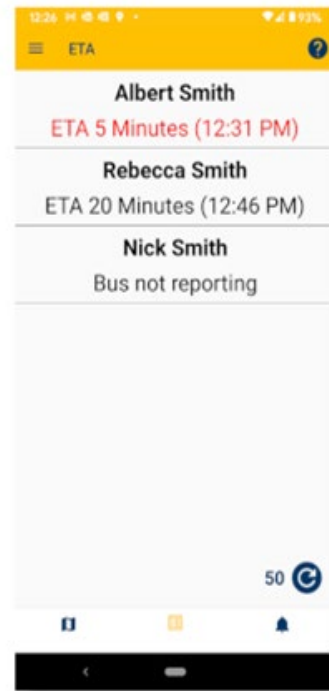 12:26 93%
ETA ?
Albert Smith
ETA 5 Minutes (12:31 PM)
Rebecca Smith
ETA 20 Minutes (12:46 PM)
Nick Smith
Bus not reporting
50